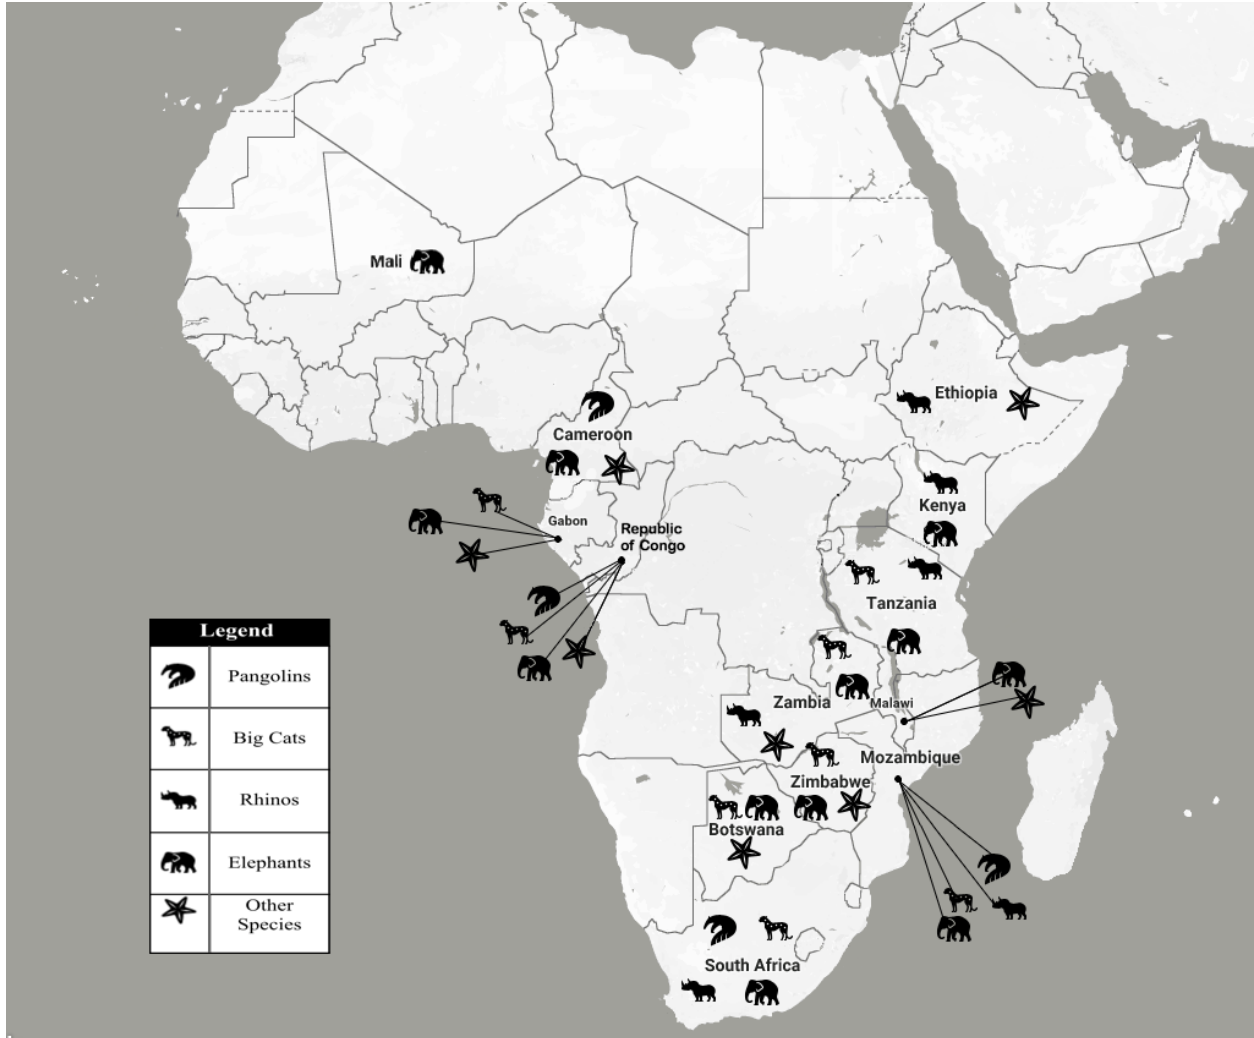 Mali
Ethiopia
Cameroon
Kenya
Gabon
Republic
of Congo
Tanzania
Legend
Pangolins
Big Cats
Rhinos
Elephants
Other
Species
Zambia
Malawi
Mozambique
Zimbabwe
Botswana
South Africa